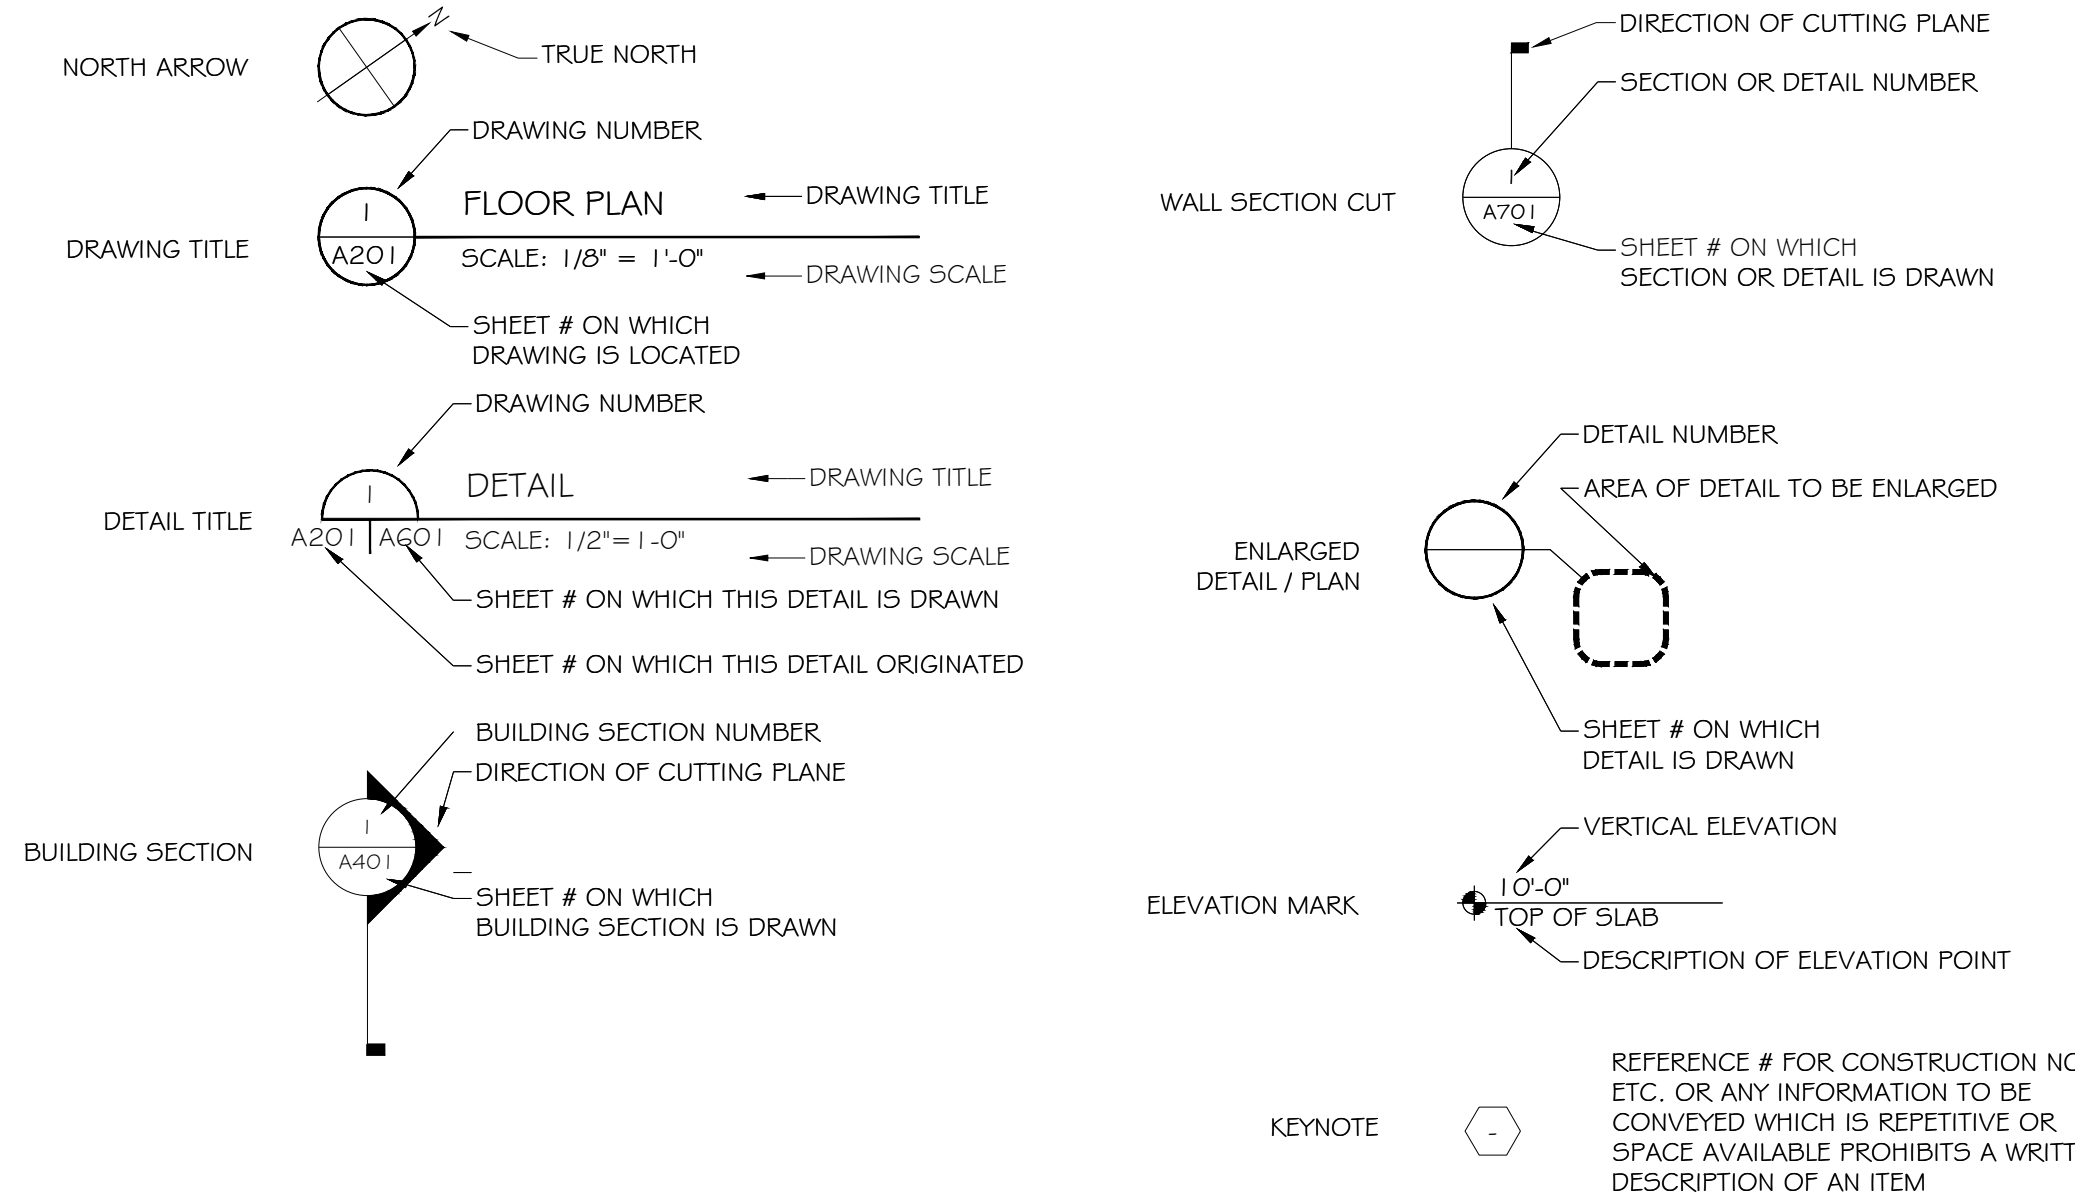 NORTH ARROW
N
TRUE NORTH
DRAWING NUMBER
DRAWING TITLE
1
A201
FLOOR PLAN
SCALE: 1/8" = 1'-0"
DRAWING TITLE
DRAWING SCALE
SHEET # ON WHICH
DRAWING IS LOCATED
DRAWING NUMBER
DETAIL TITLE
1
A201
A601
DETAIL
SCALE: 1/2"=1-0"
DRAWING TITLE
DRAWING SCALE
SHEET # ON WHICH THIS DETAIL IS DRAWN
SHEET # ON WHICH THIS DETAIL ORIGINATED
BUILDING SECTION NUMBER
DIRECTION OF CUTTING PLANE
BUILDING SECTION
1
A401
SHEET # ON WHICH
BUILDING SECTION IS DRAWN
DIRECTION OF CUTTING PLANE
SECTION OR DETAIL NUMBER
WALL SECTION CUT
1
A701
SHEET # ON WHICH
SECTION OR DETAIL IS DRAWN
DETAIL NUMBER
AREA OF DETAIL TO BE ENLARGED
ENLARGED
DETAIL / PLAN
SHEET # ON WHICH
DETAIL IS DRAWN
VERTICAL ELEVATION
ELEVATION MARK
10'-0"
TOP OF SLAB
DESCRIPTION OF ELEVATION POINT
KEYNOTE
-
REFERENCE # FOR CONSTRUCTION
ETC. OR ANY INFORMATION TO BE
CONVEYED WHICH IS REPETITIVE OR
SPACE AVAILABLE PROHIBITS A
DESCRIPTION OF AN ITEM